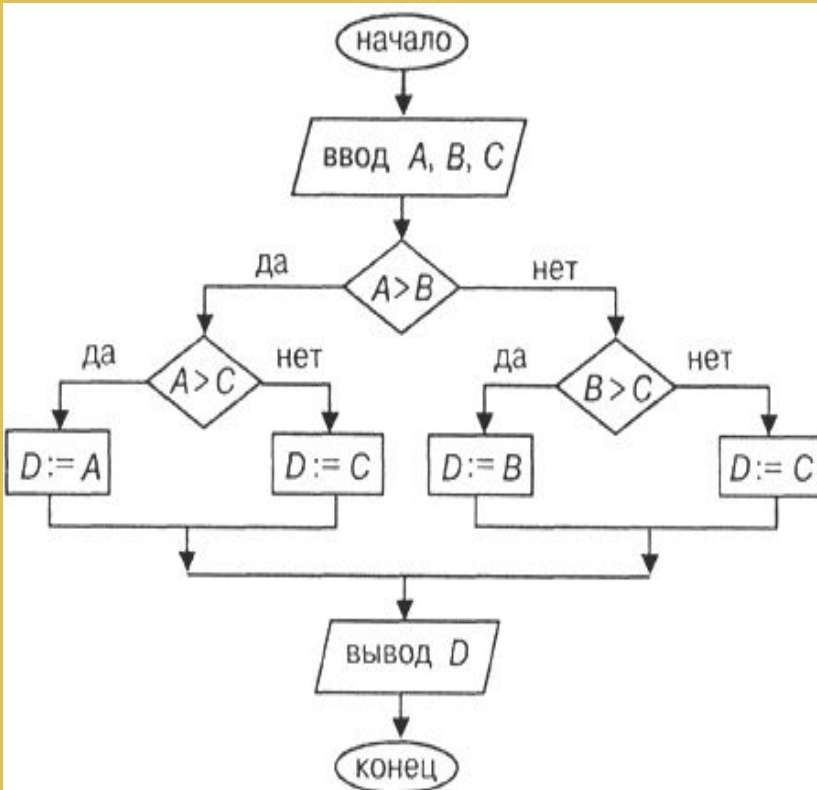 начало
ввод A, B, C
да
A>B
нет
да
A>C
нет
да
B>C
нет
D:= A
D:= C
D:= B
D:= C
вывод D
конец